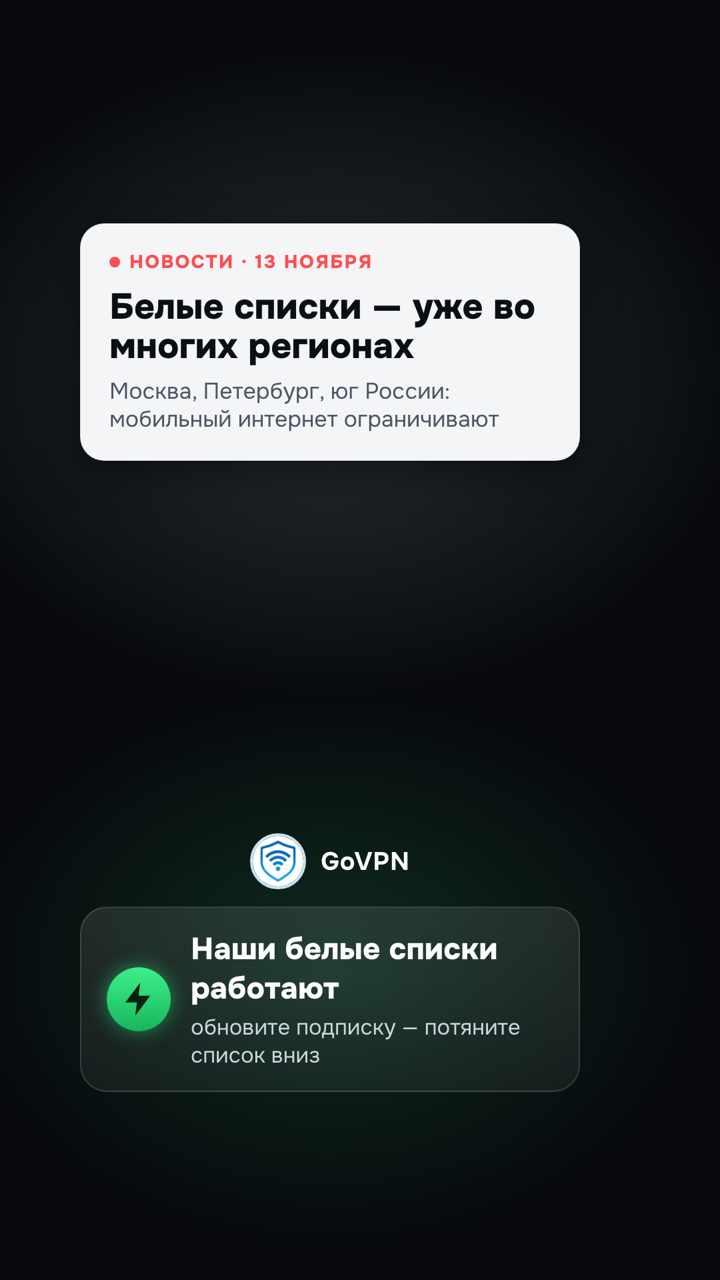 НОВОСТИ · 13 НОЯБРЯ
Белые списки — уже во
многих регионах
Москва, Петербург, юг России:
мобильный интернет ограничивают
GoVPN
Наши белые списки
работают
обновите подписку — потяните
список вниз